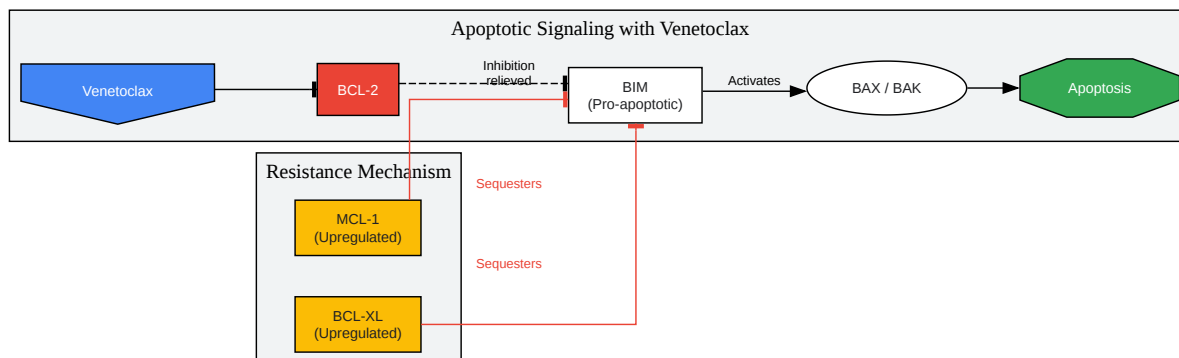 Apoptotic Signaling with Venetoclax
Venetoclax
BCL-2
Inhibition
relieved
BIM
(Pro-apoptotic)
Activates
BAX / BAK
Apoptosis
Resistance Mechanism
MCL-1
(Upregulated)
Sequesters
Sequesters
BCL-XL
(Upregulated)